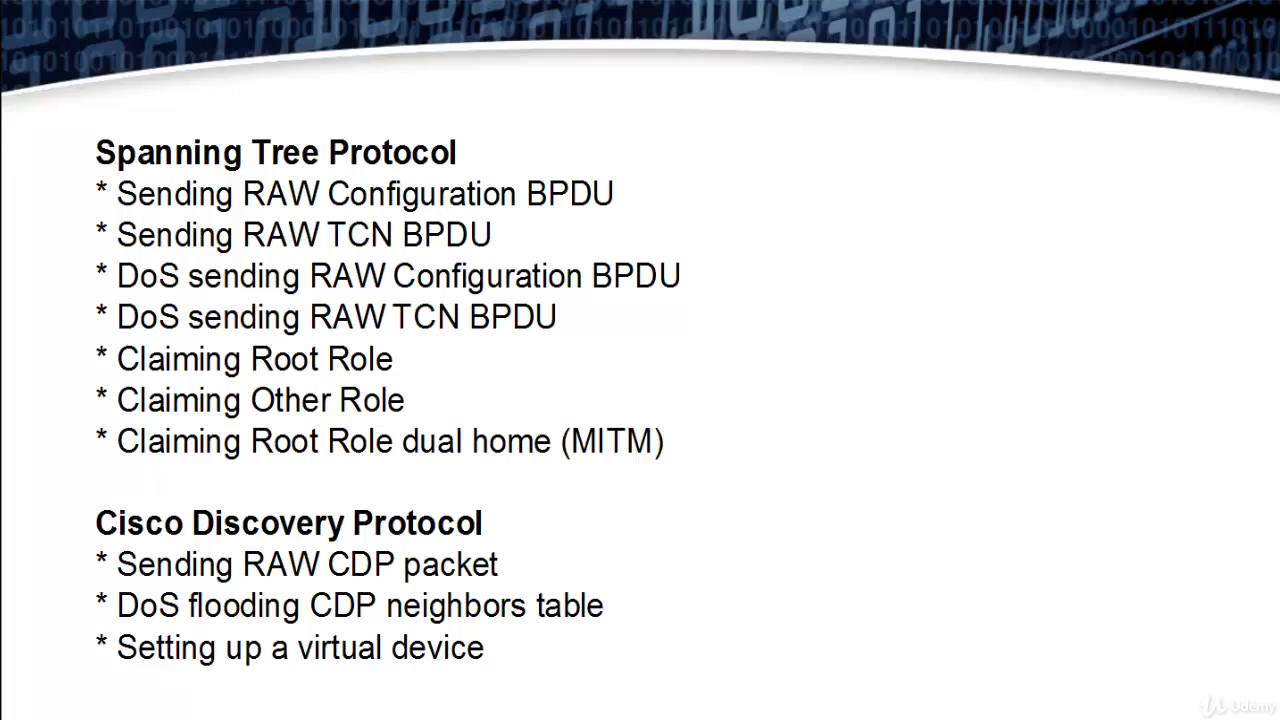 Spanning Tree Protocol
* Sending RAW Configuration BPDU
* Sending RAW TCN BPDU
* DoS sending RAW Configuration BPDU
* DoS sending RAW TCN BPDU
* Claiming Root Role
* Claiming Other Role
* Claiming Root Role dual home (MITM)
Cisco Discovery Protocol
* Sending RAW CDP packet
* DoS flooding CDP neighbors table
* Setting up a virtual device
Udemy